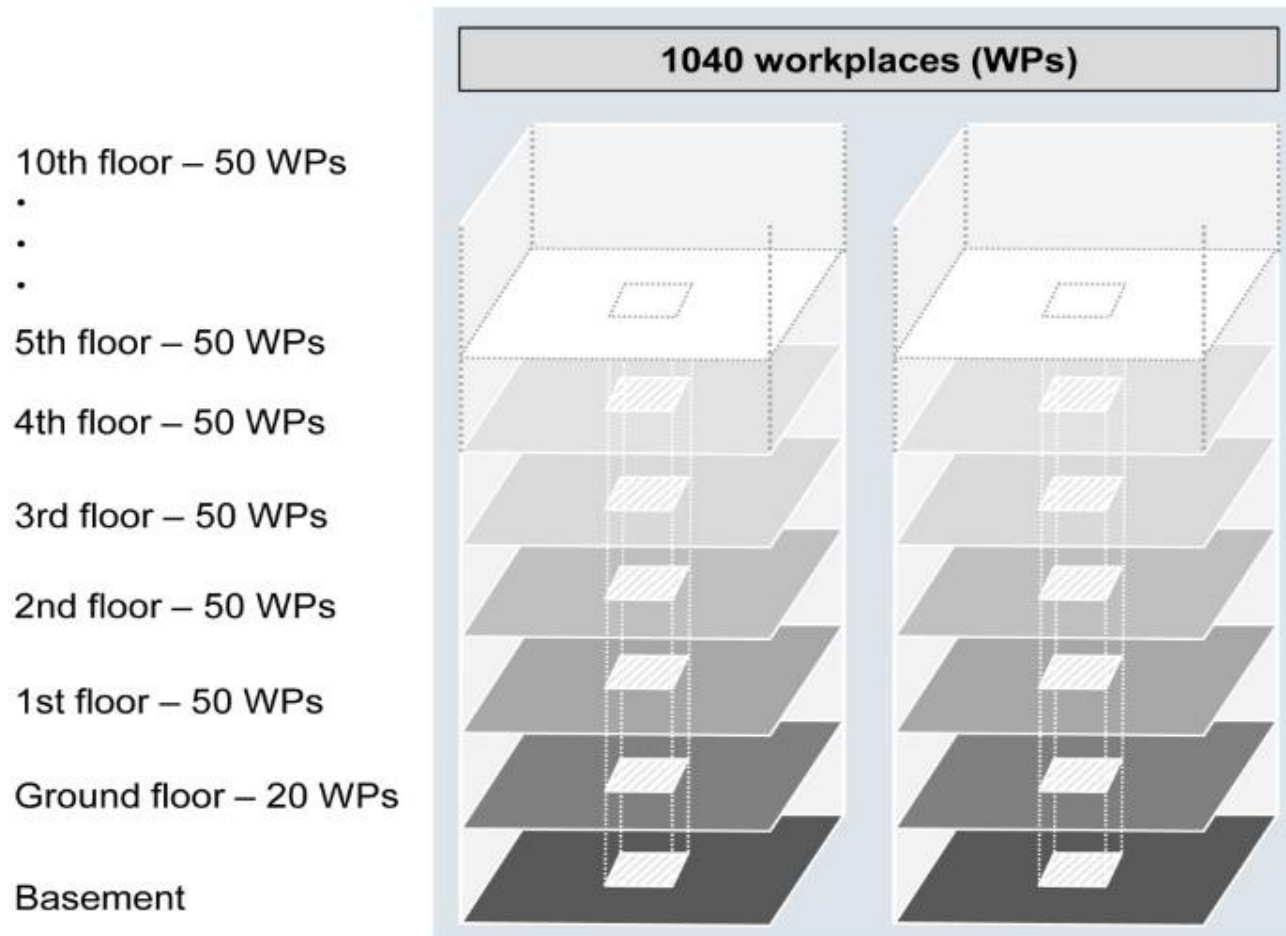 1040 workplaces (WPs)
10th floor – 50 WPs
.
.
.
5th floor – 50 WPs
4th floor – 50 WPs
3rd floor – 50 WPs
2nd floor – 50 WPs
1st floor – 50 WPs
Ground floor – 20 WPs
Basement